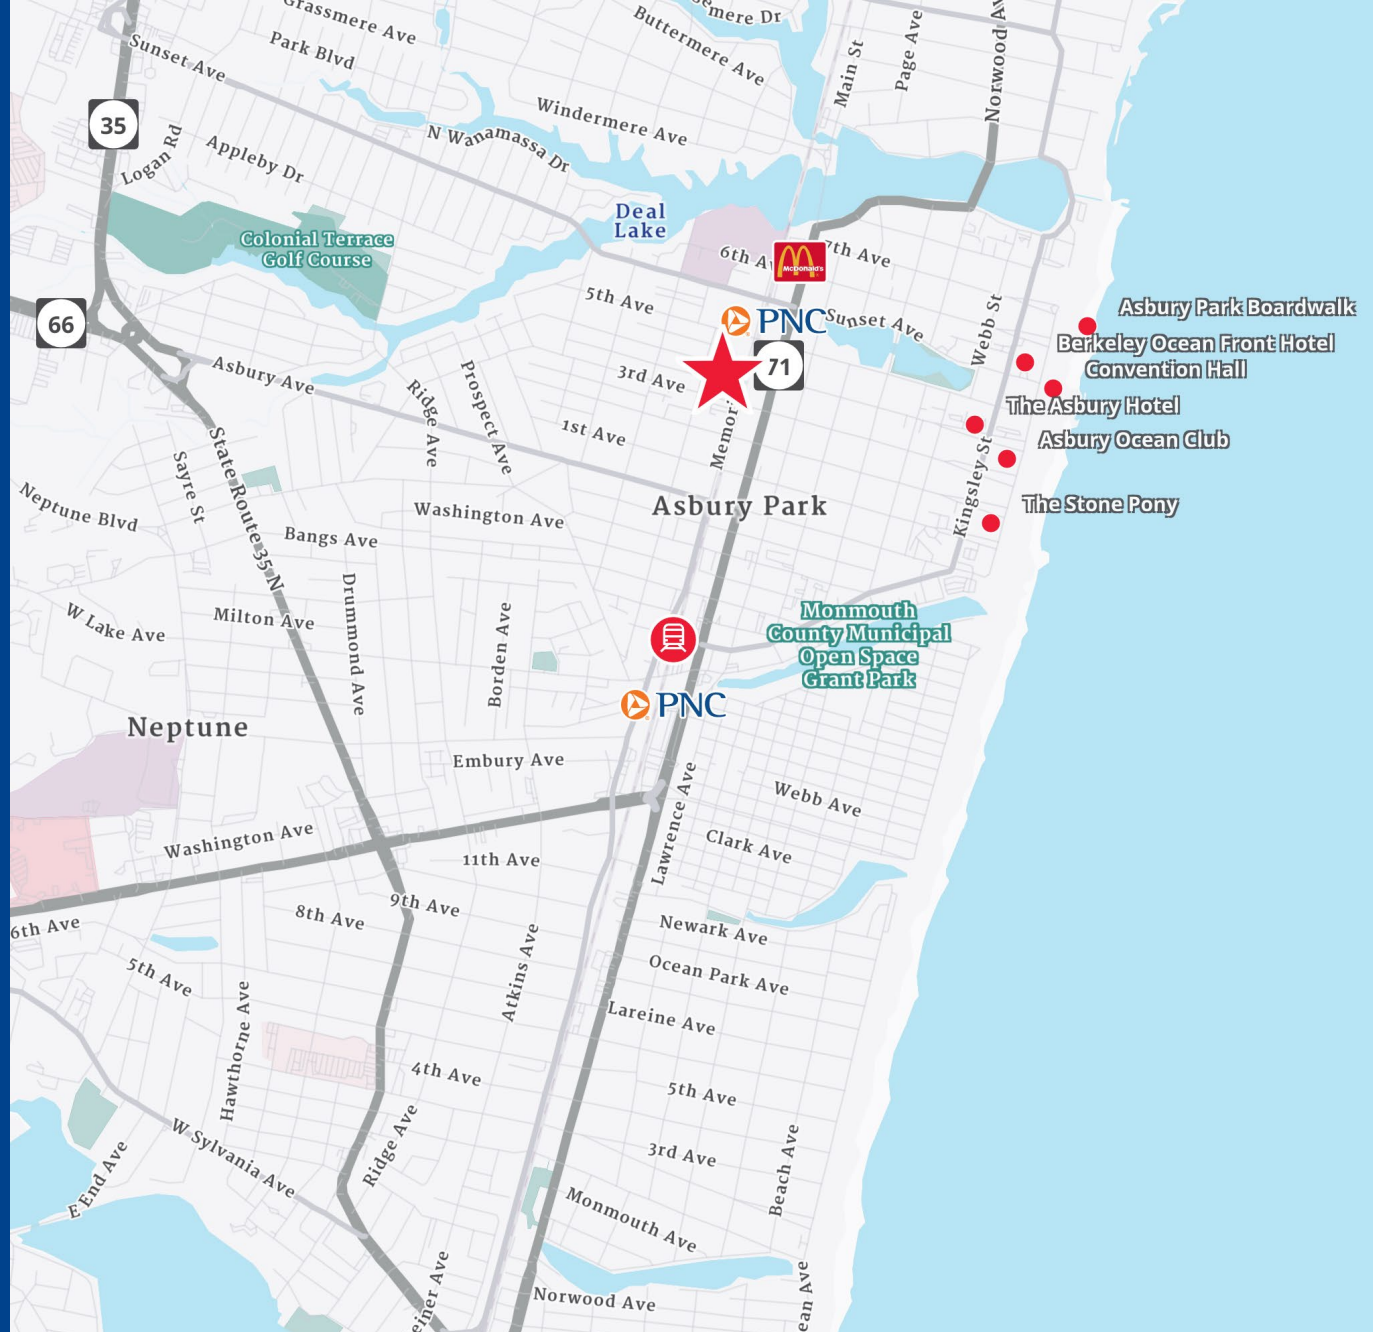 Grassmere Ave
Park Blvd
Sunset Ave
Buttermere Ave
mere Dr
Main St
Page Ave
Norwood Av
35
Logan Rd
Appleby Dr
Windermere Ave
N Wanamassa Dr
Deal
Lake
Colonial Terrace
Golf Course
6th A
McDonald's
7th Ave
5th Ave
66
PNC
Sunset Ave
Webb St
Asbury Park Boardwalk
Berkeley Ocean Front Hotel
Convention Hall
The Asbury Hotel
Asbury Ocean Club
The Stone Pony
Kingsley St
Asbury Ave
Ridge Ave
Prospect Ave
3rd Ave
71
1st Ave
Memori
State Route 35 N
Sayre St
Neptune Blvd
Washington Ave
Asbury Park
Bangs Ave
W Lake Ave
Milton Ave
Drummond Ave
Borden Ave
Monmouth
County Municipal
Open Space
Grant Park
PNC
Neptune
Embury Ave
Lawrence Ave
Webb Ave
Washington Ave
11th Ave
Clark Ave
6th Ave
8th Ave
9th Ave
Newark Ave
5th Ave
Hawthorne Ave
Atkins Ave
Ocean Park Ave
Lareine Ave
4th Ave
5th Ave
W Sylvania Ave
Ridge Ave
3rd Ave
Beach Ave
E End Ave
Monmouth Ave
einer Ave
Norwood Ave
ean Ave